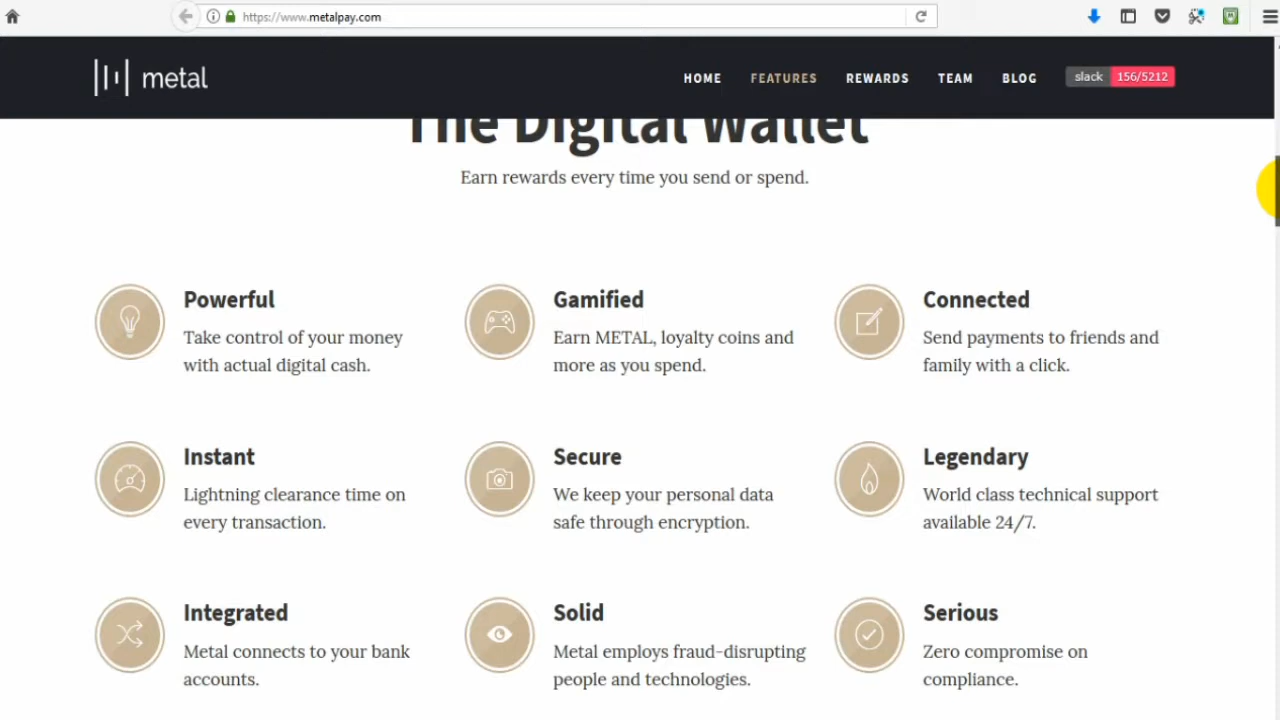 https://www.metalpay.com
metal
HOME FEATURES REWARDS TEAM BLOG slack 156/5212
The Digital Wallet
Earn rewards every time you send or spend.
Powerful
Take control of your money
with actual digital cash.
Gamified
Earn METAL, loyalty coins and
more as you spend.
Connected
Send payments to friends and
family with a click.
Instant
Lightning clearance time on
every transaction.
Secure
We keep your personal data
safe through encryption.
Legendary
World class technical support
available 24/7.
Integrated
Metal connects to your bank
accounts.
Solid
Metal employs fraud-disrupting
people and technologies.
Serious
Zero compromise on
compliance.